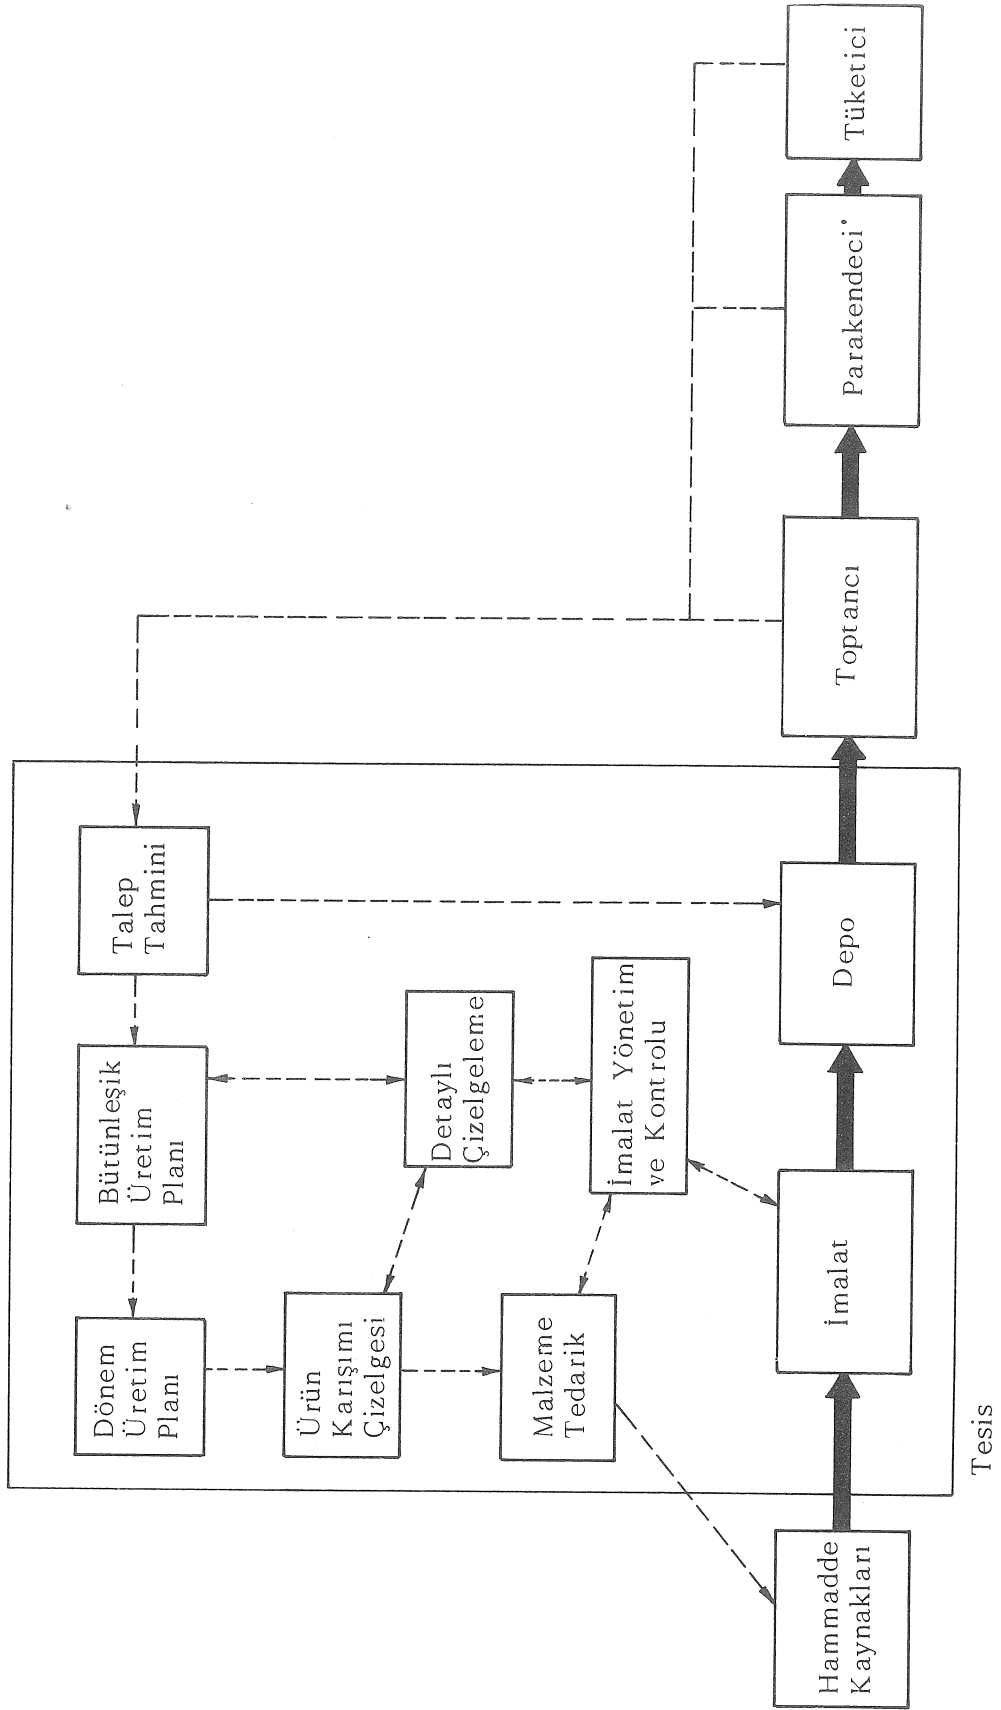 Dönem
Üretim
Planı
Bütünleşik
Üretim
Planı
Talep
Tahmini
Ürün
Karışımı
Çizelgesi
Detaylı
Çizelgeleme
Malzeme
Tedarik
İmalat Yönetim
ve Kontrolu
Hammadde
Kaynakları
İmalat
Depo
Toptancı
Parakendeci
Tüketici
Tesis